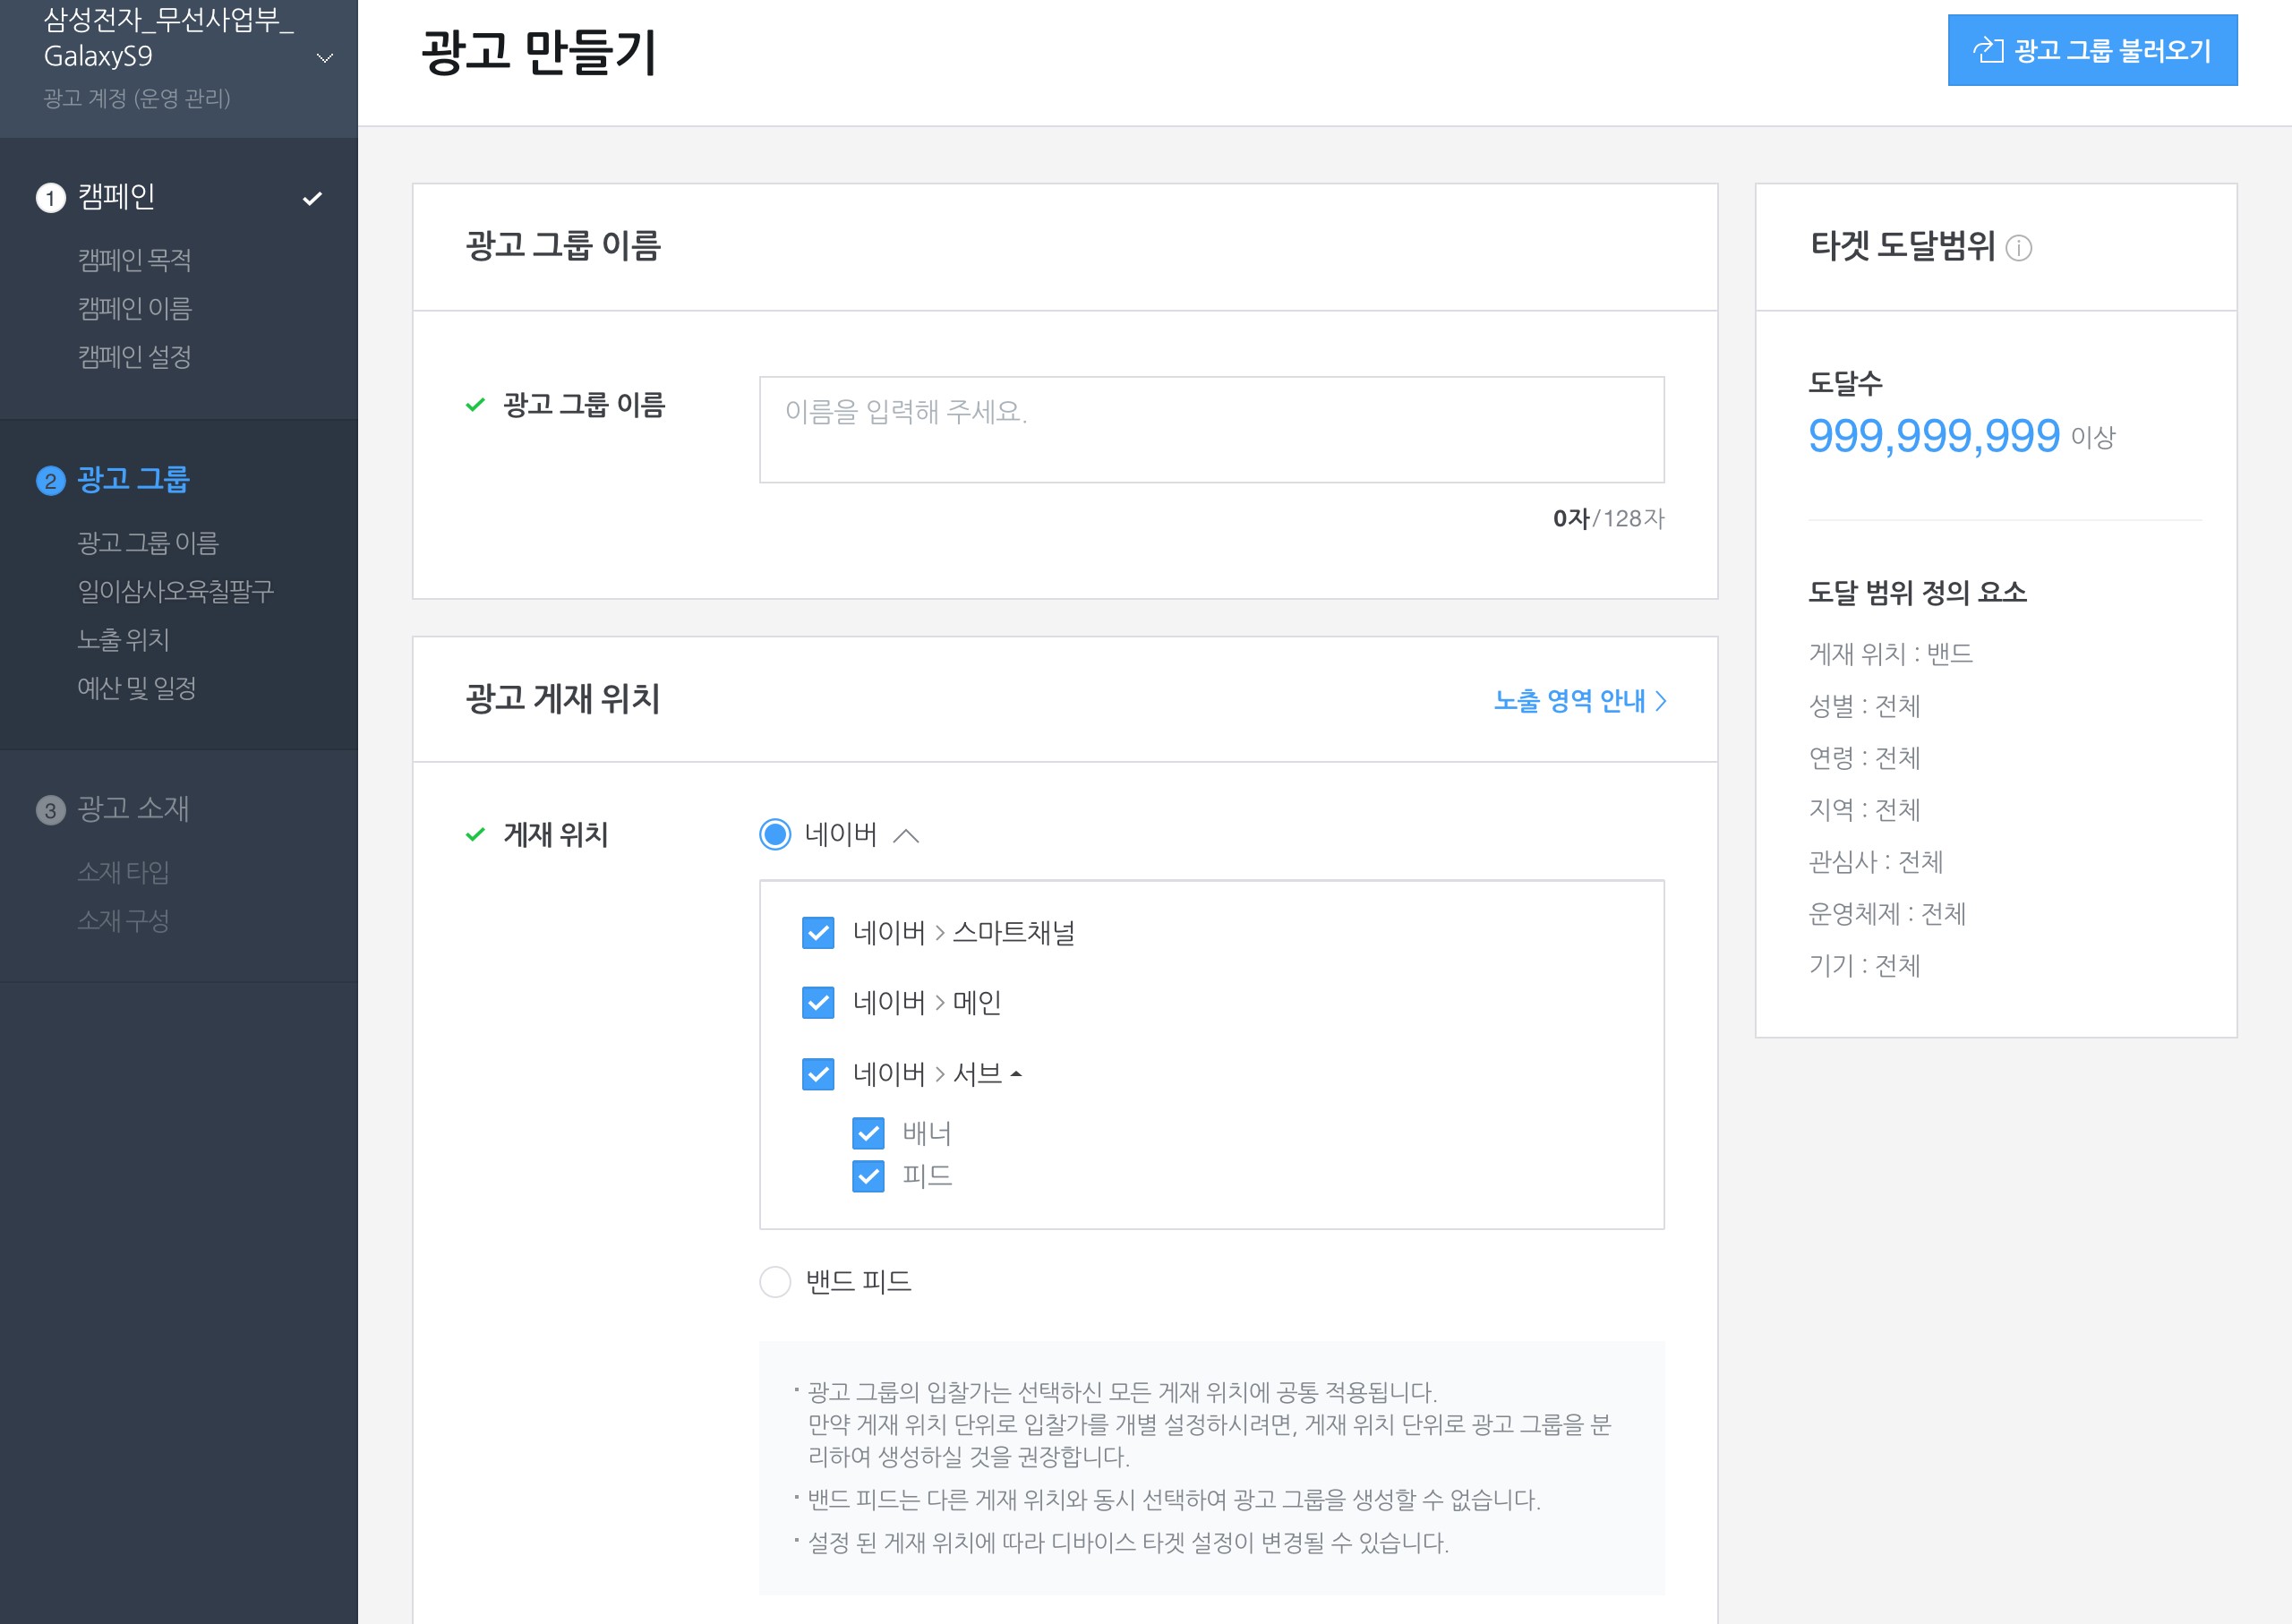 삼성전자_무선사업부_
GalaxyS9
광고 계정 (운영 관리)
1 캠페인
캠페인 목적
캠페인 이름
캠페인 설정
2 광고 그룹
광고 그룹 이름
일이삼사오육칠팔구
노출 위치
예산 및 일정
3 광고 소재
소재 타입
소재 구성
광고 만들기
광고 그룹 불러오기
광고 그룹 이름
광고 그룹 이름
이름을 입력해 주세요.
0자/128자
광고 게재 위치
노출 영역 안내 >
게재 위치
네이버
네이버 > 스마트채널
네이버 > 메인
네이버 > 서브
배너
피드
밴드 피드
· 광고 그룹의 입찰가는 선택하신 모든 게재 위치에 공통 적용됩니다.
만약 게재 위치 단위로 입찰가를 개별 설정하시려면, 게재 위치 단위로 광고 그룹을 분
리하여 생성하실 것을 권장합니다.
· 밴드 피드는 다른 게재 위치와 동시 선택하여 광고 그룹을 생성할 수 없습니다.
· 설정 된 게재 위치에 따라 디바이스 타겟 설정이 변경될 수 있습니다.
타겟 도달범위 i
도달수
999,999,999 이상
도달 범위 정의 요소
게재 위치 : 밴드
성별 : 전체
연령 : 전체
지역 : 전체
관심사 : 전체
운영체제 : 전체
기기 : 전체